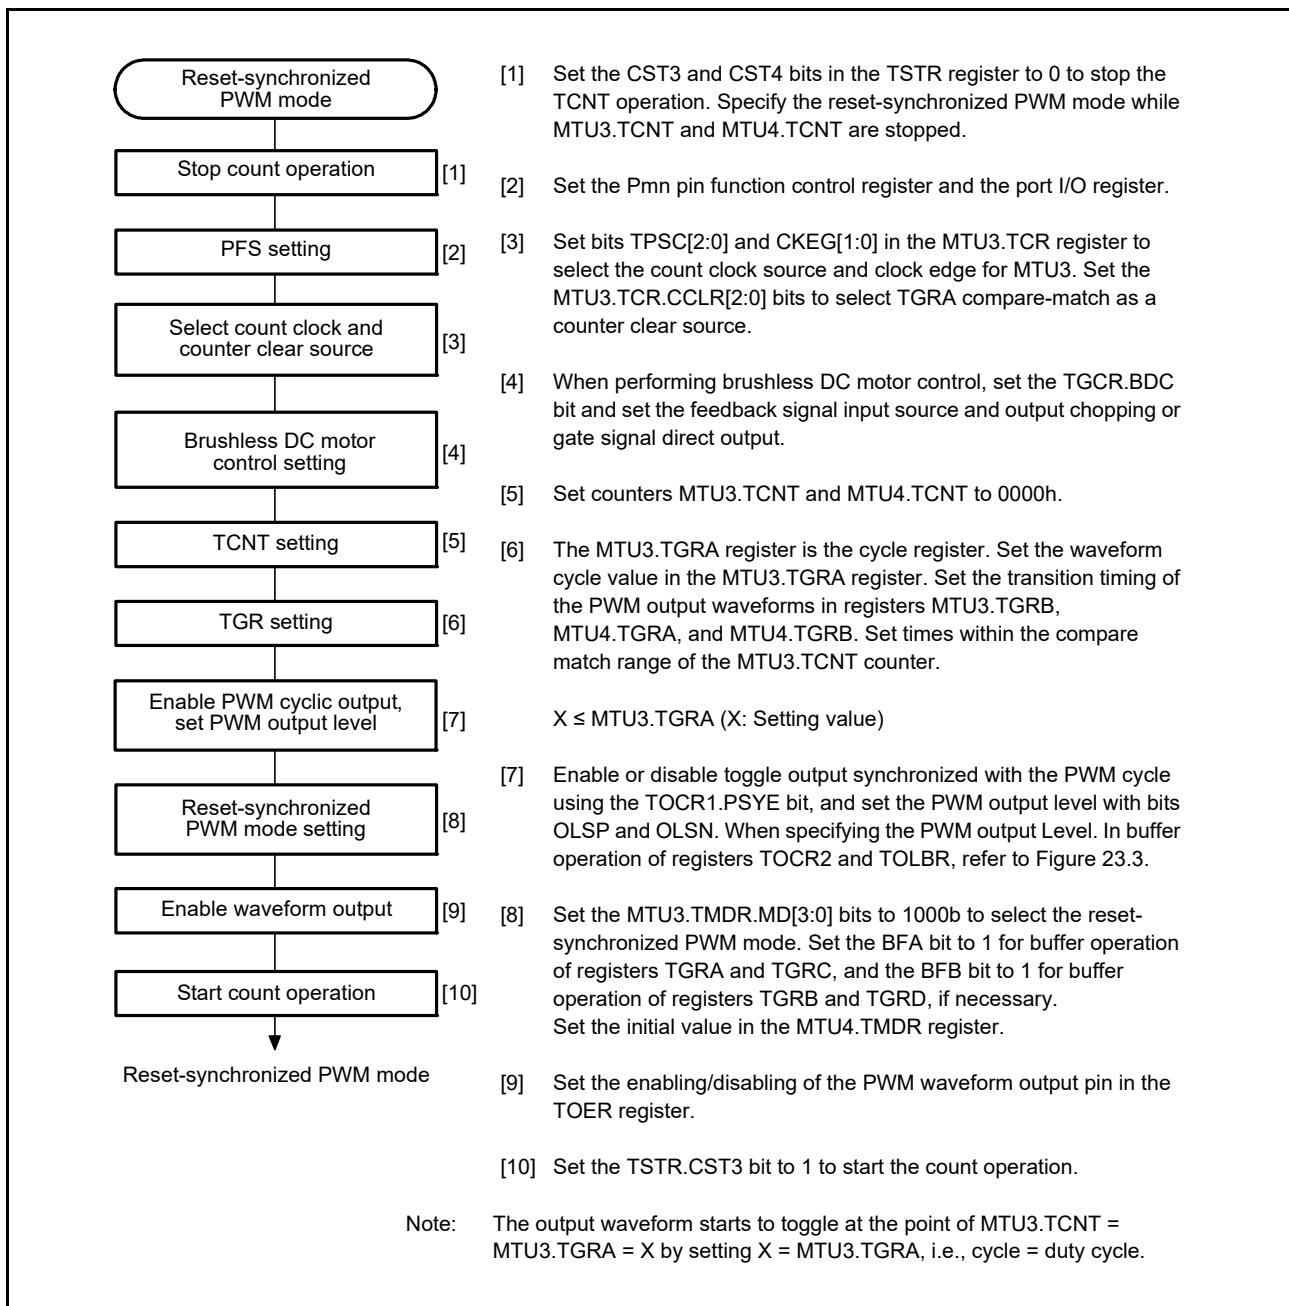 Reset-synchronized
PWM mode
Stop count operation
[1]
PFS setting
[2]
Select count clock and
counter clear source
[3]
Brushless DC motor
control setting
[4]
TCNT setting
[5]
TGR setting
[6]
Enable PWM cyclic output,
set PWM output level
[7]
Reset-synchronized
PWM mode setting
[8]
Enable waveform output
[9]
Start count operation
[10]
Reset-synchronized PWM mode
[1] Set the CST3 and CST4 bits in the TSTR register to 0 to stop the
TCNT operation. Specify the reset-synchronized PWM mode while
MTU3.TCNT and MTU4.TCNT are stopped.
[2] Set the Pmn pin function control register and the port I/O register.
[3] Set bits TPSC[2:0] and CKEG[1:0] in the MTU3.TCR register to
select the count clock source and clock edge for MTU3. Set the
MTU3.TCR.CCLR[2:0] bits to select TGRA compare-match as a
counter clear source.
[4] When performing brushless DC motor control, set the TGCR.BDC
bit and set the feedback signal input source and output chopping or
gate signal direct output.
[5] Set counters MTU3.TCNT and MTU4.TCNT to 0000h.
[6] The MTU3.TGRA register is the cycle register. Set the waveform
cycle value in the MTU3.TGRA register. Set the transition timing of
the PWM output waveforms in registers MTU3.TGRB,
MTU4.TGRA, and MTU4.TGRB. Set times within the compare
match range of the MTU3.TCNT counter.
X ≤ MTU3.TGRA (X: Setting value)
[7] Enable or disable toggle output synchronized with the PWM cycle
using the TOCR1.PSYE bit, and set the PWM output level with bits
OLSP and OLSN. When specifying the PWM output Level. In buffer
operation of registers TOCR2 and TOLBR, refer to Figure 23.3.
[8] Set the MTU3.TMDR.MD[3:0] bits to 1000b to select the reset-
synchronized PWM mode. Set the BFA bit to 1 for buffer operation
of registers TGRA and TGRC, and the BFB bit to 1 for buffer
operation of registers TGRB and TGRD, if necessary.
Set the initial value in the MTU4.TMDR register.
[9] Set the enabling/disabling of the PWM waveform output pin in the
TOER register.
[10] Set the TSTR.CST3 bit to 1 to start the count operation.
Note: The output waveform starts to toggle at the point of MTU3.TCNT =
MTU3.TGRA = X by setting X = MTU3.TGRA, i.e., cycle = duty cycle.